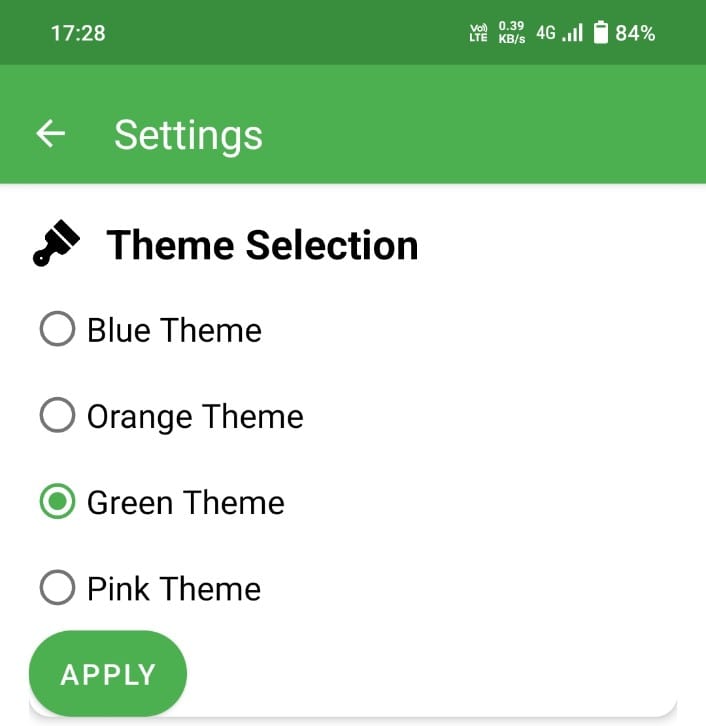 17:28 Vo) LTE 0.39 KB/s 4G 84%
Settings
Theme Selection
Blue Theme
Orange Theme
Green Theme
Pink Theme
APPLY